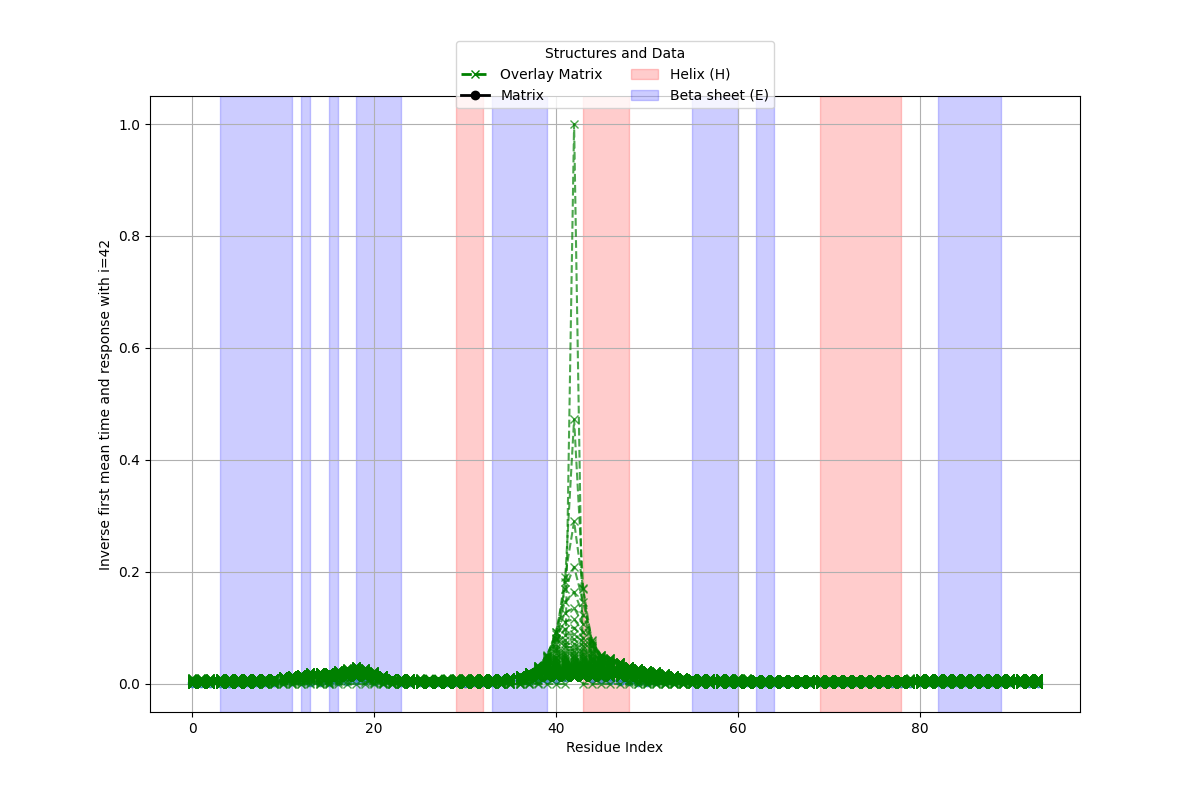 Structures and Data
Overlay Matrix
Matrix
Helix (H)
Beta sheet (E)
Inverse first mean time and response with i=42
1.0
0.8
0.6
0.4
0.2
0.0
0 20 40 60 80
Residue Index